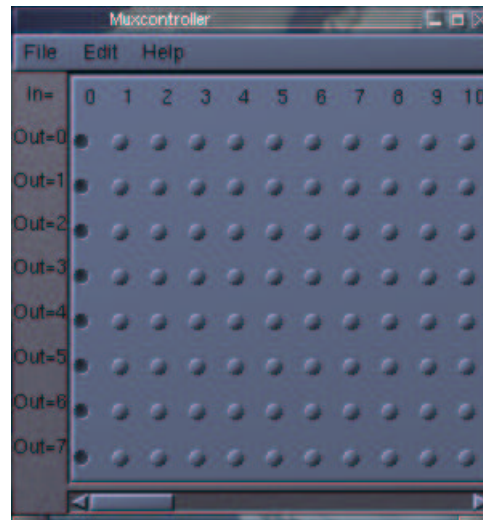 Muxcontroller
File Edit Help
In= 0 1 2 3 4 5 6 7 8 9 10
Out=0
Out=1
Out=2
Out=3
Out=4
Out=5
Out=6
Out=7